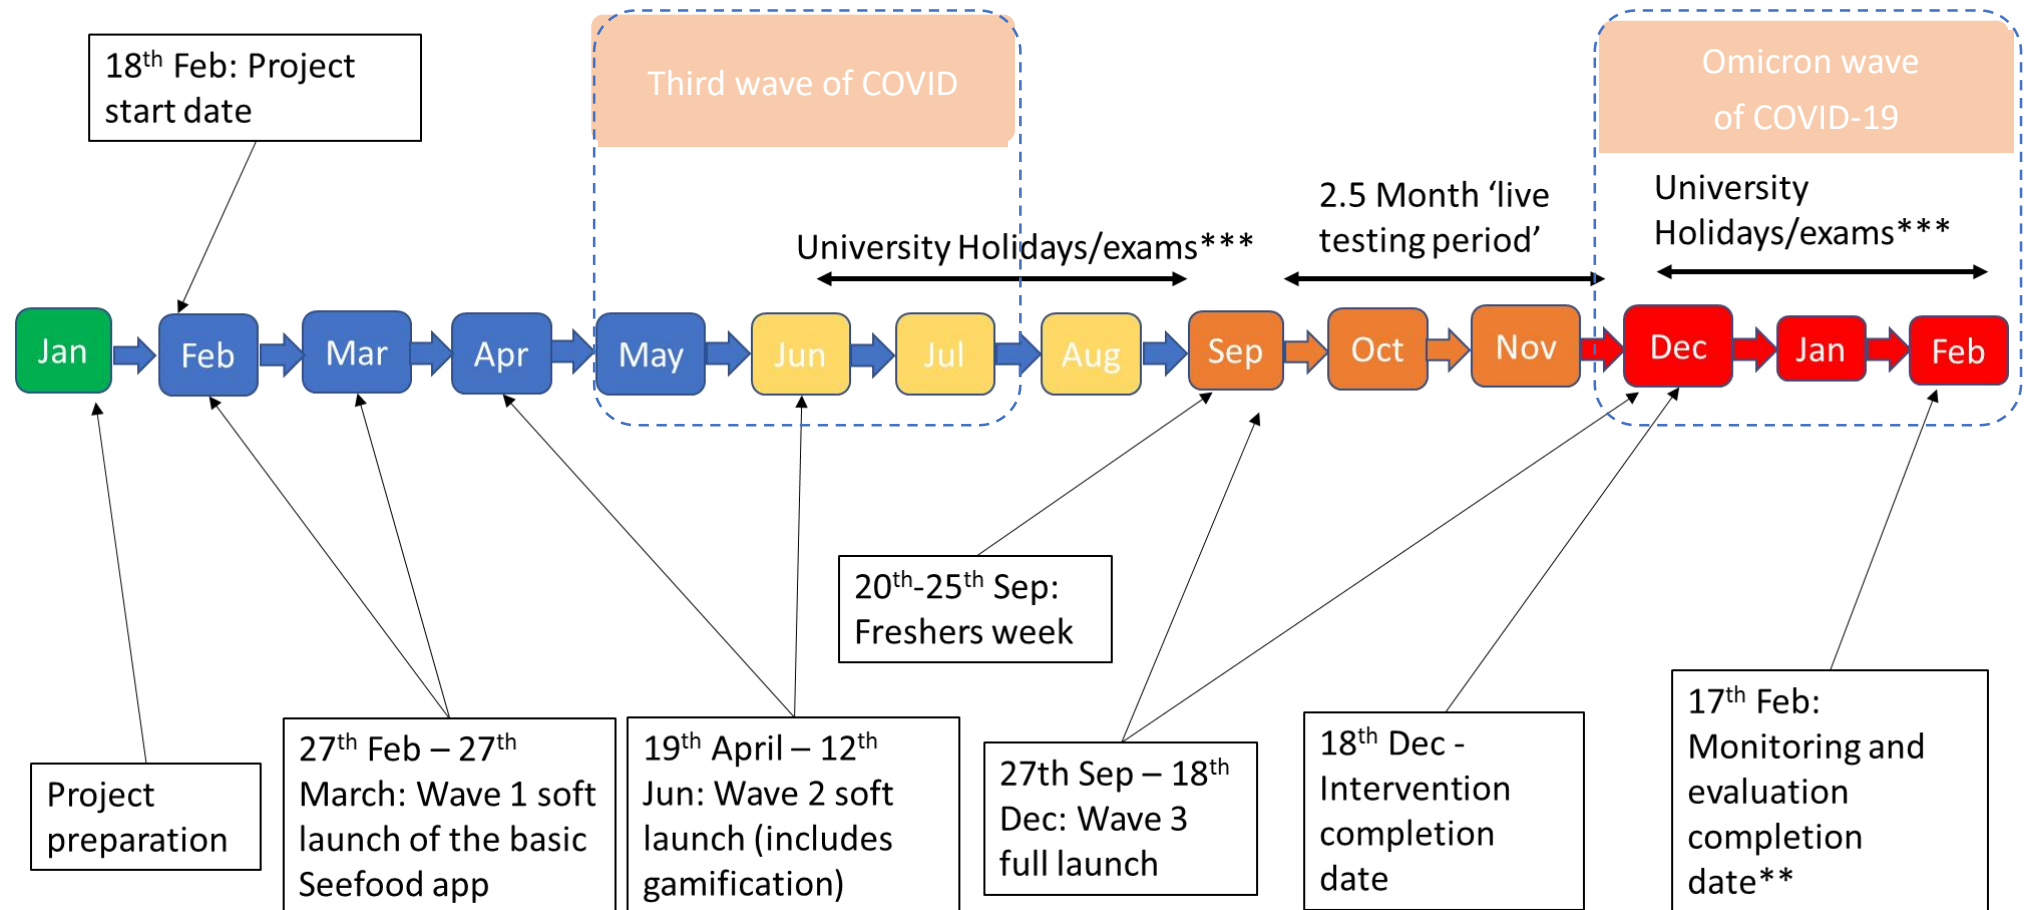 18th Feb: Project
start date
Third wave of COVID
Omicron wave
of COVID-19
University Holidays/exams***
2.5 Month ‘live
testing period’
University
Holidays/exams***
Jan
Feb
Mar
Apr
May
Jun
Jul
Aug
Sep
Oct
Nov
Dec
Jan
Feb
Project
preparation
27th Feb – 27th
March: Wave 1 soft
launch of the basic
Seefood app
19th April – 12th
Jun: Wave 2 soft
launch (includes
gamification)
20th-25th Sep:
Freshers week
27th Sep – 18th
Dec: Wave 3
full launch
18th Dec -
Intervention
completion
date
17th Feb:
Monitoring and
evaluation
completion
date**